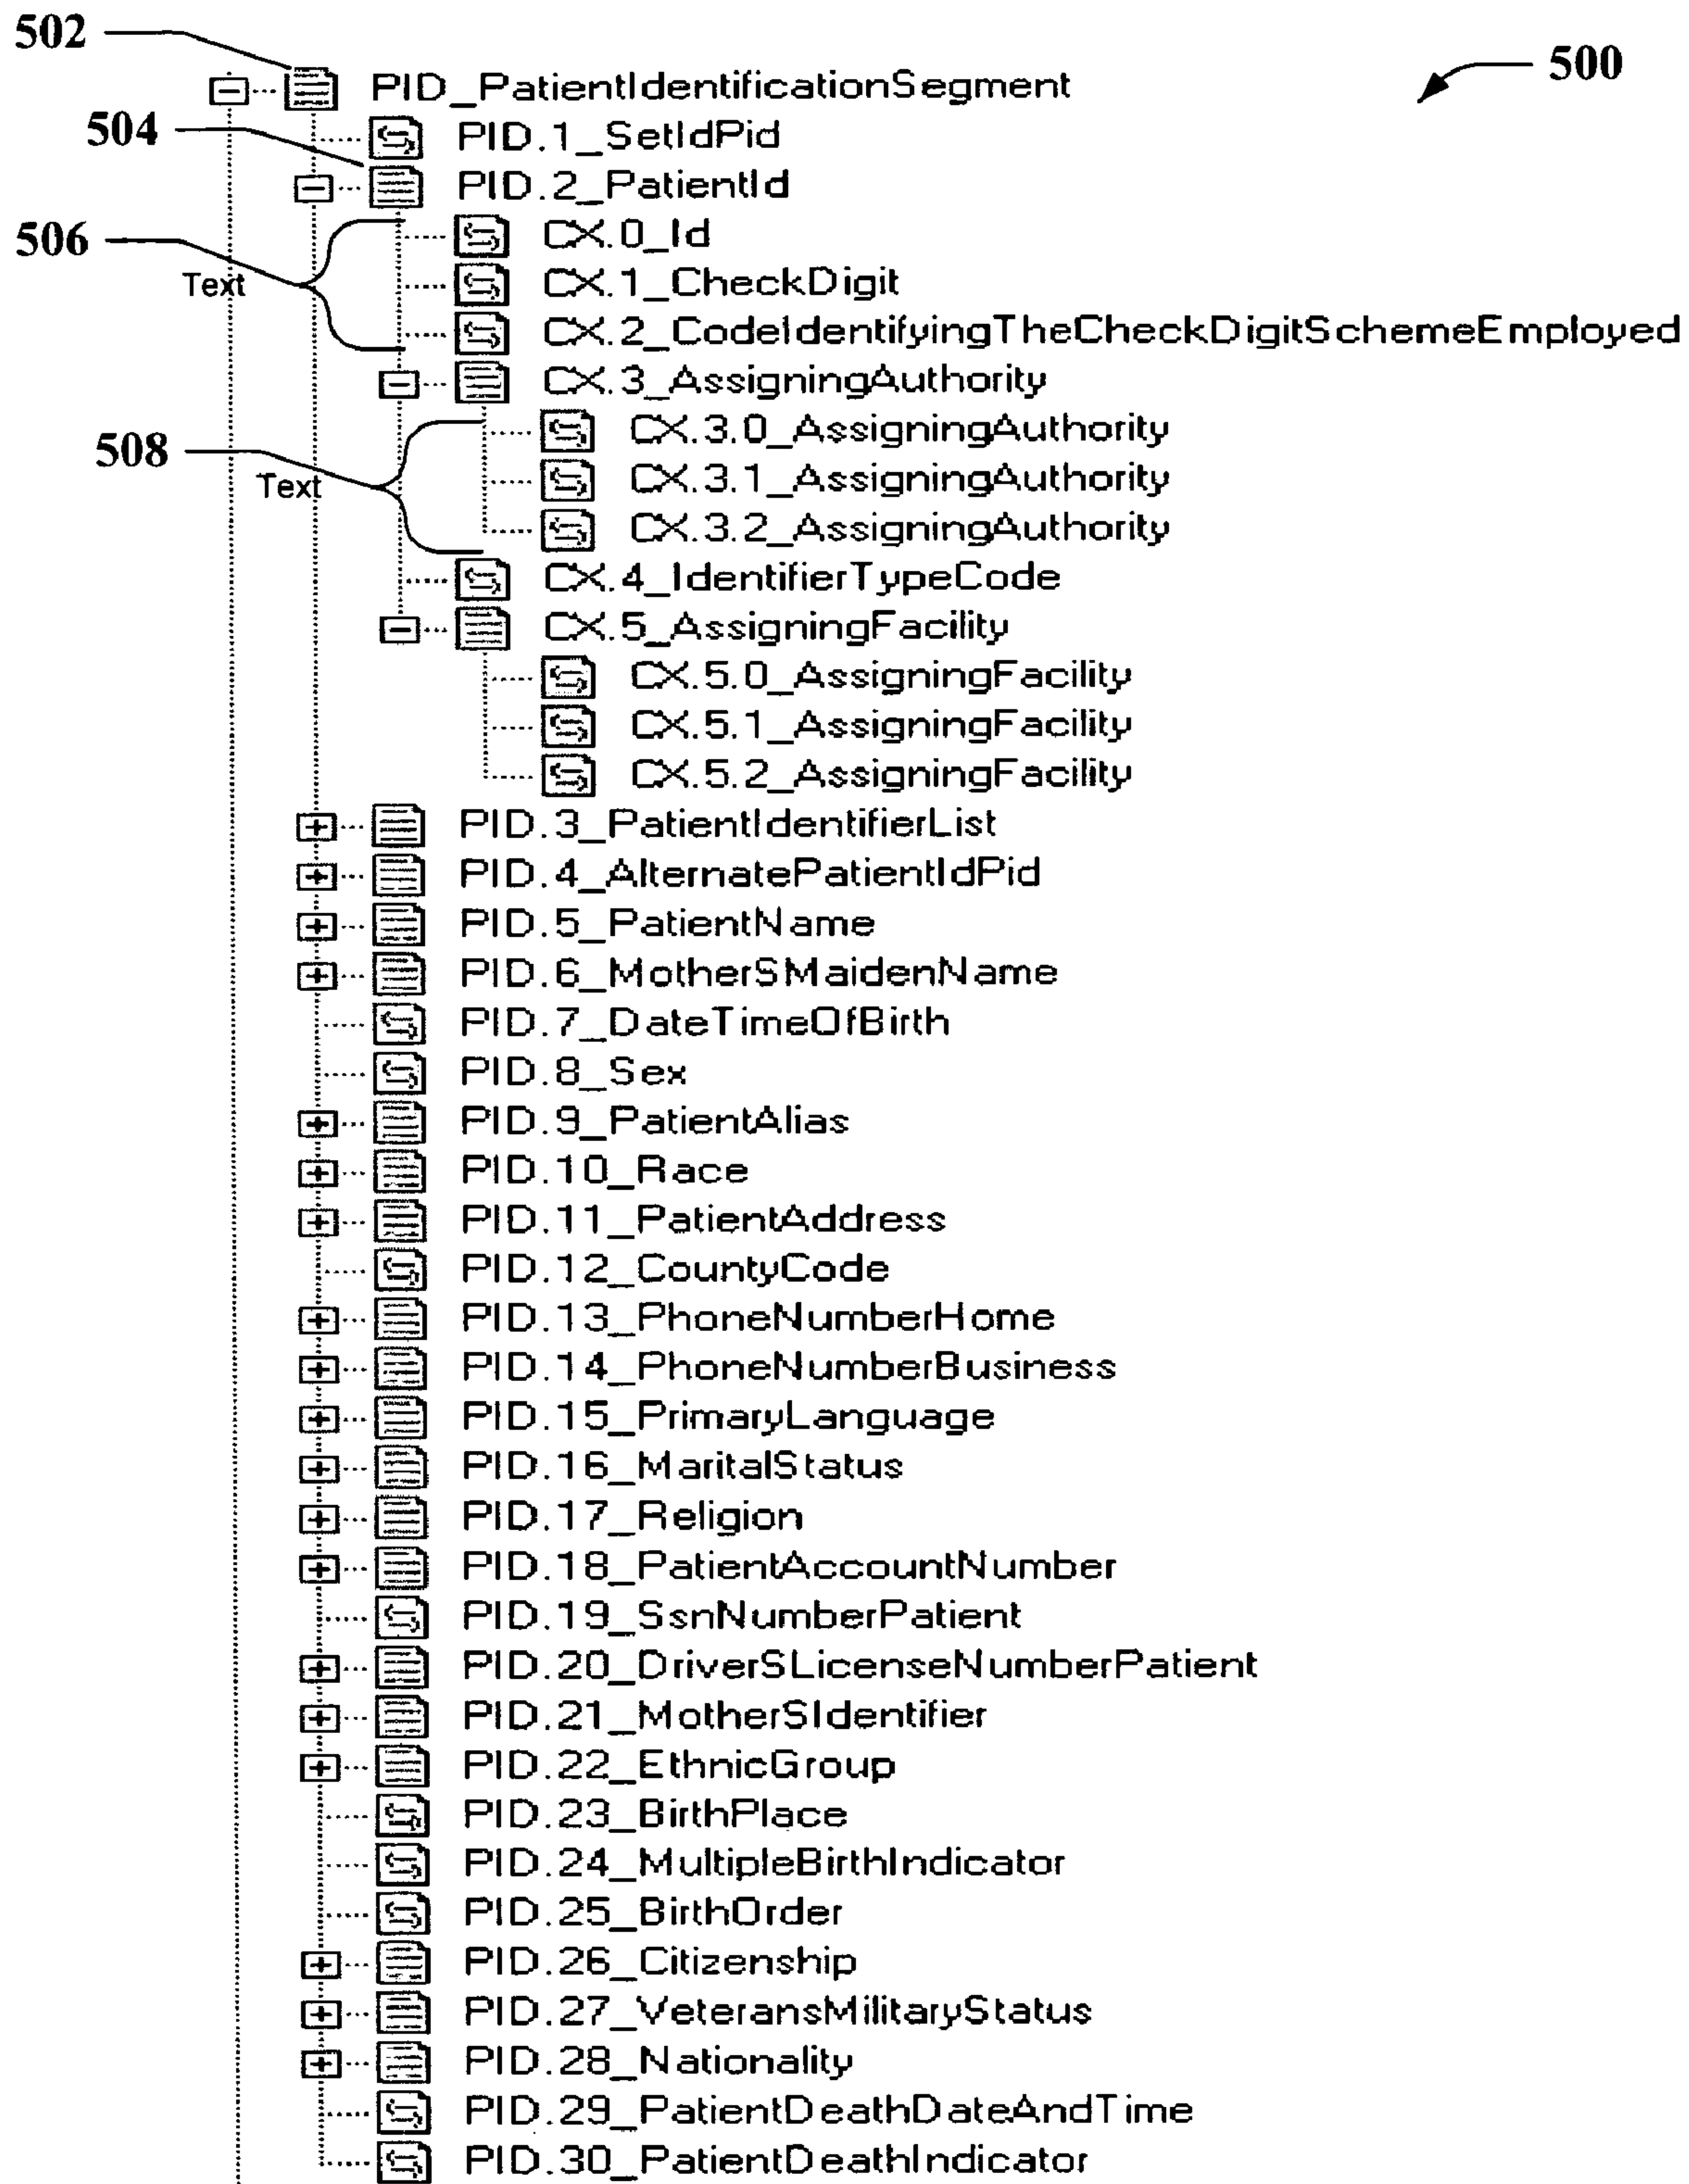 502
500
PID_PatientIdentificationSegment
504
PID.1_SetIdPid
PID.2_PatientId
506
CX.0_Id
Text
CX.1_CheckDigit
CX.2_CodeIdentifyingTheCheckDigitSchemeEmployed
CX.3_AssigningAuthority
508
CX.3.0_AssigningAuthority
Text
CX.3.1_AssigningAuthority
CX.3.2_AssigningAuthority
CX.4_IdentifierTypeCode
CX.5_AssigningFacility
CX.5.0_AssigningFacility
CX.5.1_AssigningFacility
CX.5.2_AssigningFacility
PID.3_PatientIdentifierList
PID.4_AlternatePatientIdPid
PID.5_PatientName
PID.6_MotherSMaidenName
PID.7_DateTimeOfBirth
PID.8_Sex
PID.9_PatientAlias
PID.10_Race
PID.11_PatientAddress
PID.12_CountyCode
PID.13_PhoneNumberHome
PID.14_PhoneNumberBusiness
PID.15_PrimaryLanguage
PID.16_MaritalStatus
PID.17_Religion
PID.18_PatientAccountNumber
PID.19_SsnNumberPatient
PID.20_DriverSLicenseNumberPatient
PID.21_MotherSIdentifier
PID.22_EthnicGroup
PID.23_BirthPlace
PID.24_MultipleBirthIndicator
PID.25_BirthOrder
PID.26_Citizenship
PID.27_VeteransMilitaryStatus
PID.28_Nationality
PID.29_PatientDeathDateAndTime
PID.30_PatientDeathIndicator